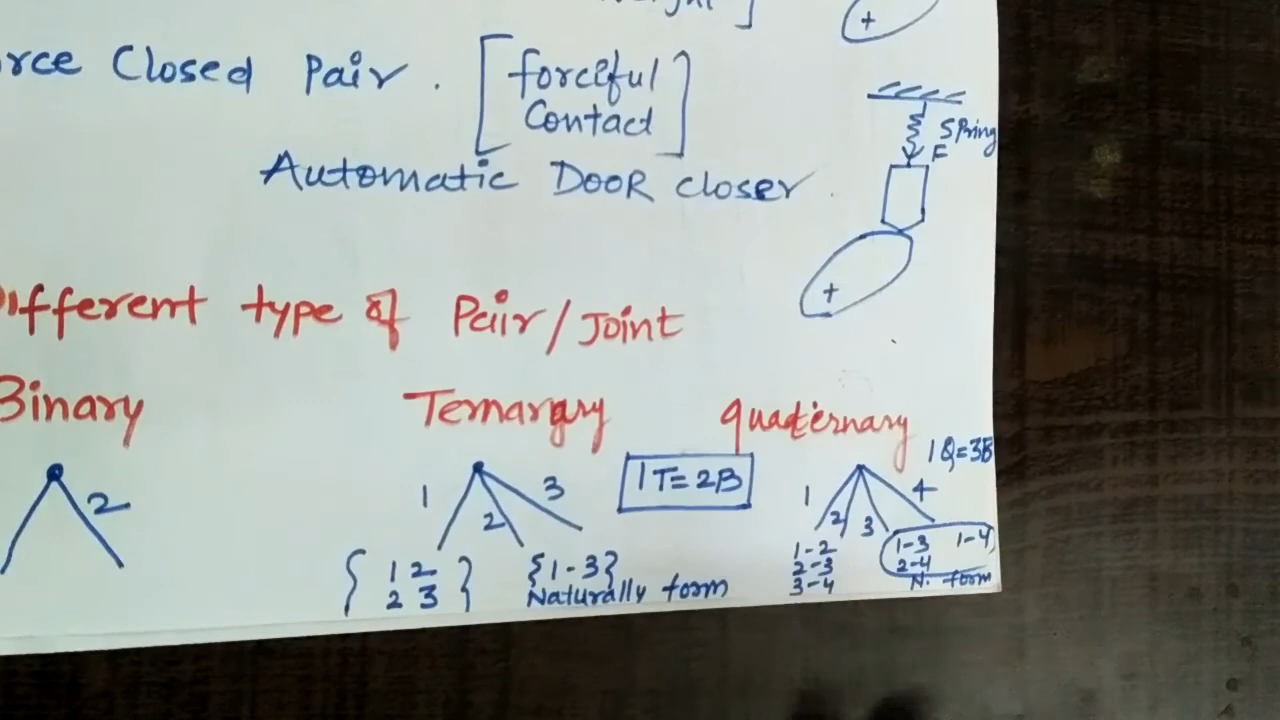 rce Closed Pair. [forceful
Contact]
Spring
F
Automatic DOOR closer.
+
Different type of Pair/Joint
Binary
Ternary
quaternary
1Q=3B
2
1 2 3
1T=2B
1 2 3 4
{1 2
2 3}
{1-3}
Naturally form
1-2
2-3
3-4
1-3 1-4
2-4
N. form